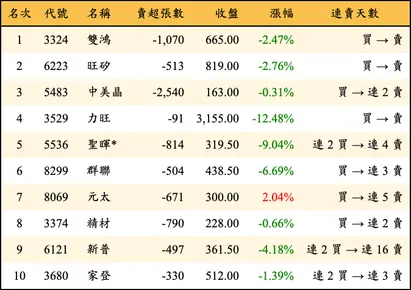 名次 代號 名稱 賣超張數 收盤 漲幅 連賣天數
1 3324 雙鴻 -1,070 665.00 -2.47% 買 → 賣
2 6223 旺矽 -513 819.00 -2.76% 買 → 賣
3 5483 中美晶 -2,540 163.00 -0.31% 買 → 連 2 賣
4 3529 力旺 -91 3,155.00 -12.48% 買 → 賣
5 5536 聖暉* -814 319.50 -9.04% 連 2 買 → 連 4 賣
6 8299 群聯 -504 438.50 -6.69% 買 → 連 3 賣
7 8069 元太 -671 300.00 2.04% 買 → 連 5 賣
8 3374 精材 -790 228.00 -0.66% 買 → 連 2 賣
9 6121 新普 -497 361.50 -4.18% 連 2 買 → 連 16 賣
10 3680 家登 -330 512.00 -1.39% 連 2 買 → 連 3 賣